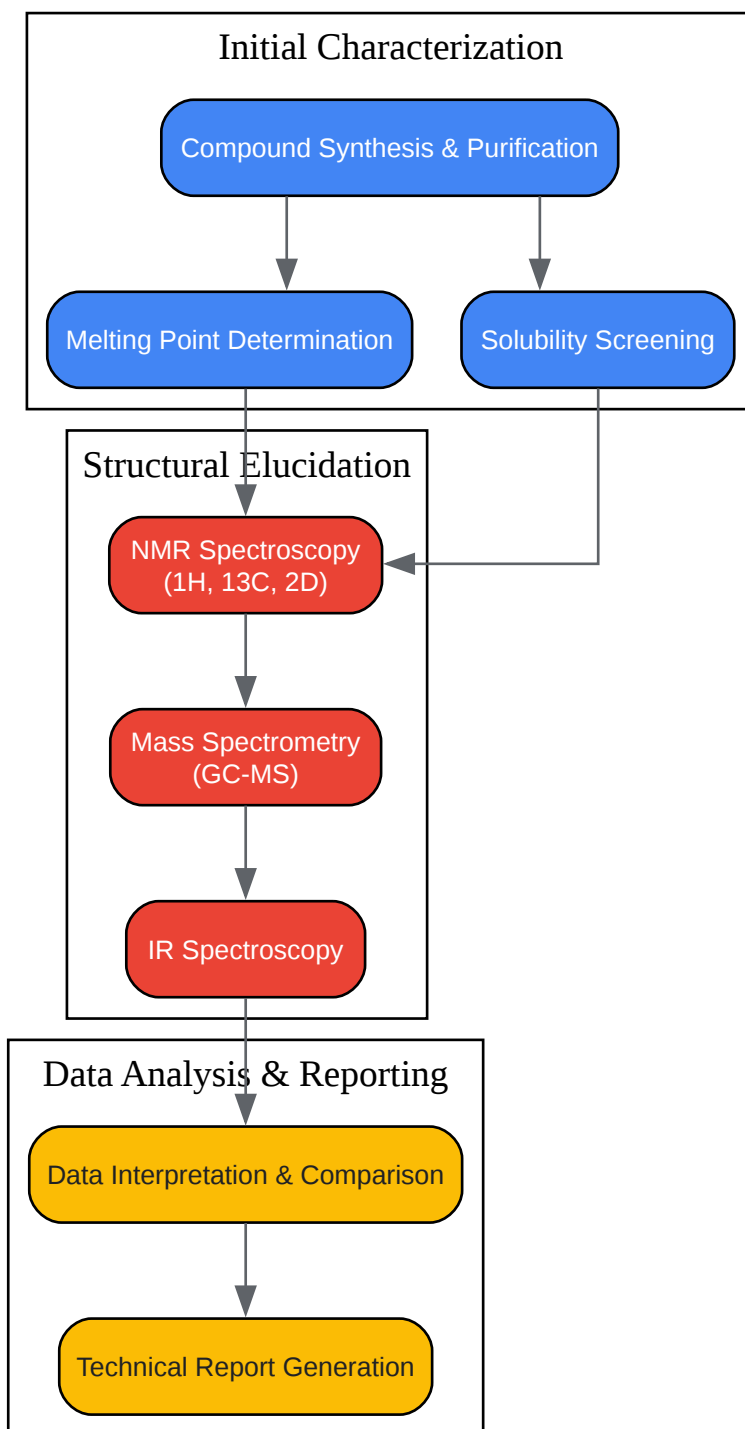 Initial Characterization
Compound Synthesis & Purification
Melting Point Determination
Solubility Screening
Structural Elucidation
NMR Spectroscopy
(1H, 13C, 2D)
Mass Spectrometry
(GC-MS)
IR Spectroscopy
Data Analysis & Reporting
Data Interpretation & Comparison
Technical Report Generation